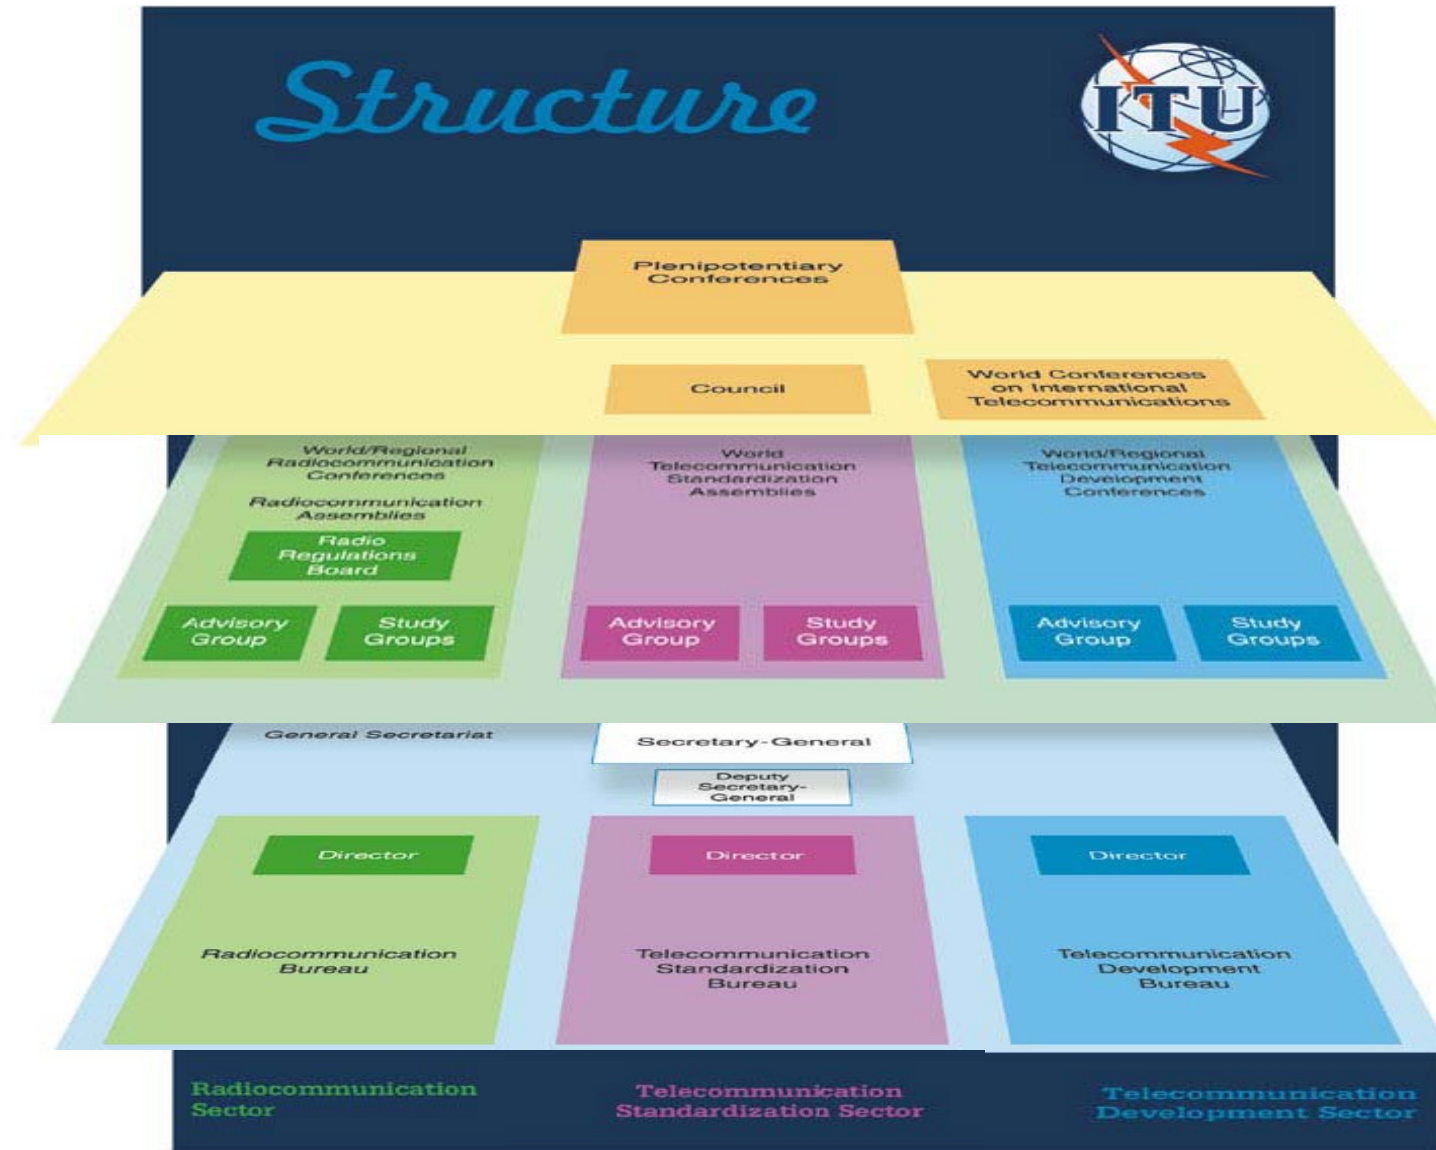 Structure
ITU
Plenipotentiary
Conferences
Council
World Conferences
on International
Telecommunications
World/Regional
Radiocommunication
Conferences
Radiocommunication
Assemblies
Radio
Regulations
Board
Advisory
Group
Study
Groups
World
Telecommunication
Standardization
Assemblies
Advisory
Group
Study
Groups
World/Regional
Telecommunication
Development
Conferences
Advisory
Group
Study
Groups
General Secretariat
Secretary-General
Deputy
Secretary-
General
Director
Radiocommunication
Bureau
Director
Telecommunication
Standardization
Bureau
Director
Telecommunication
Development
Bureau
Radiocommunication
Sector
Telecommunication
Standardization Sector
Telecommunication
Development Sector